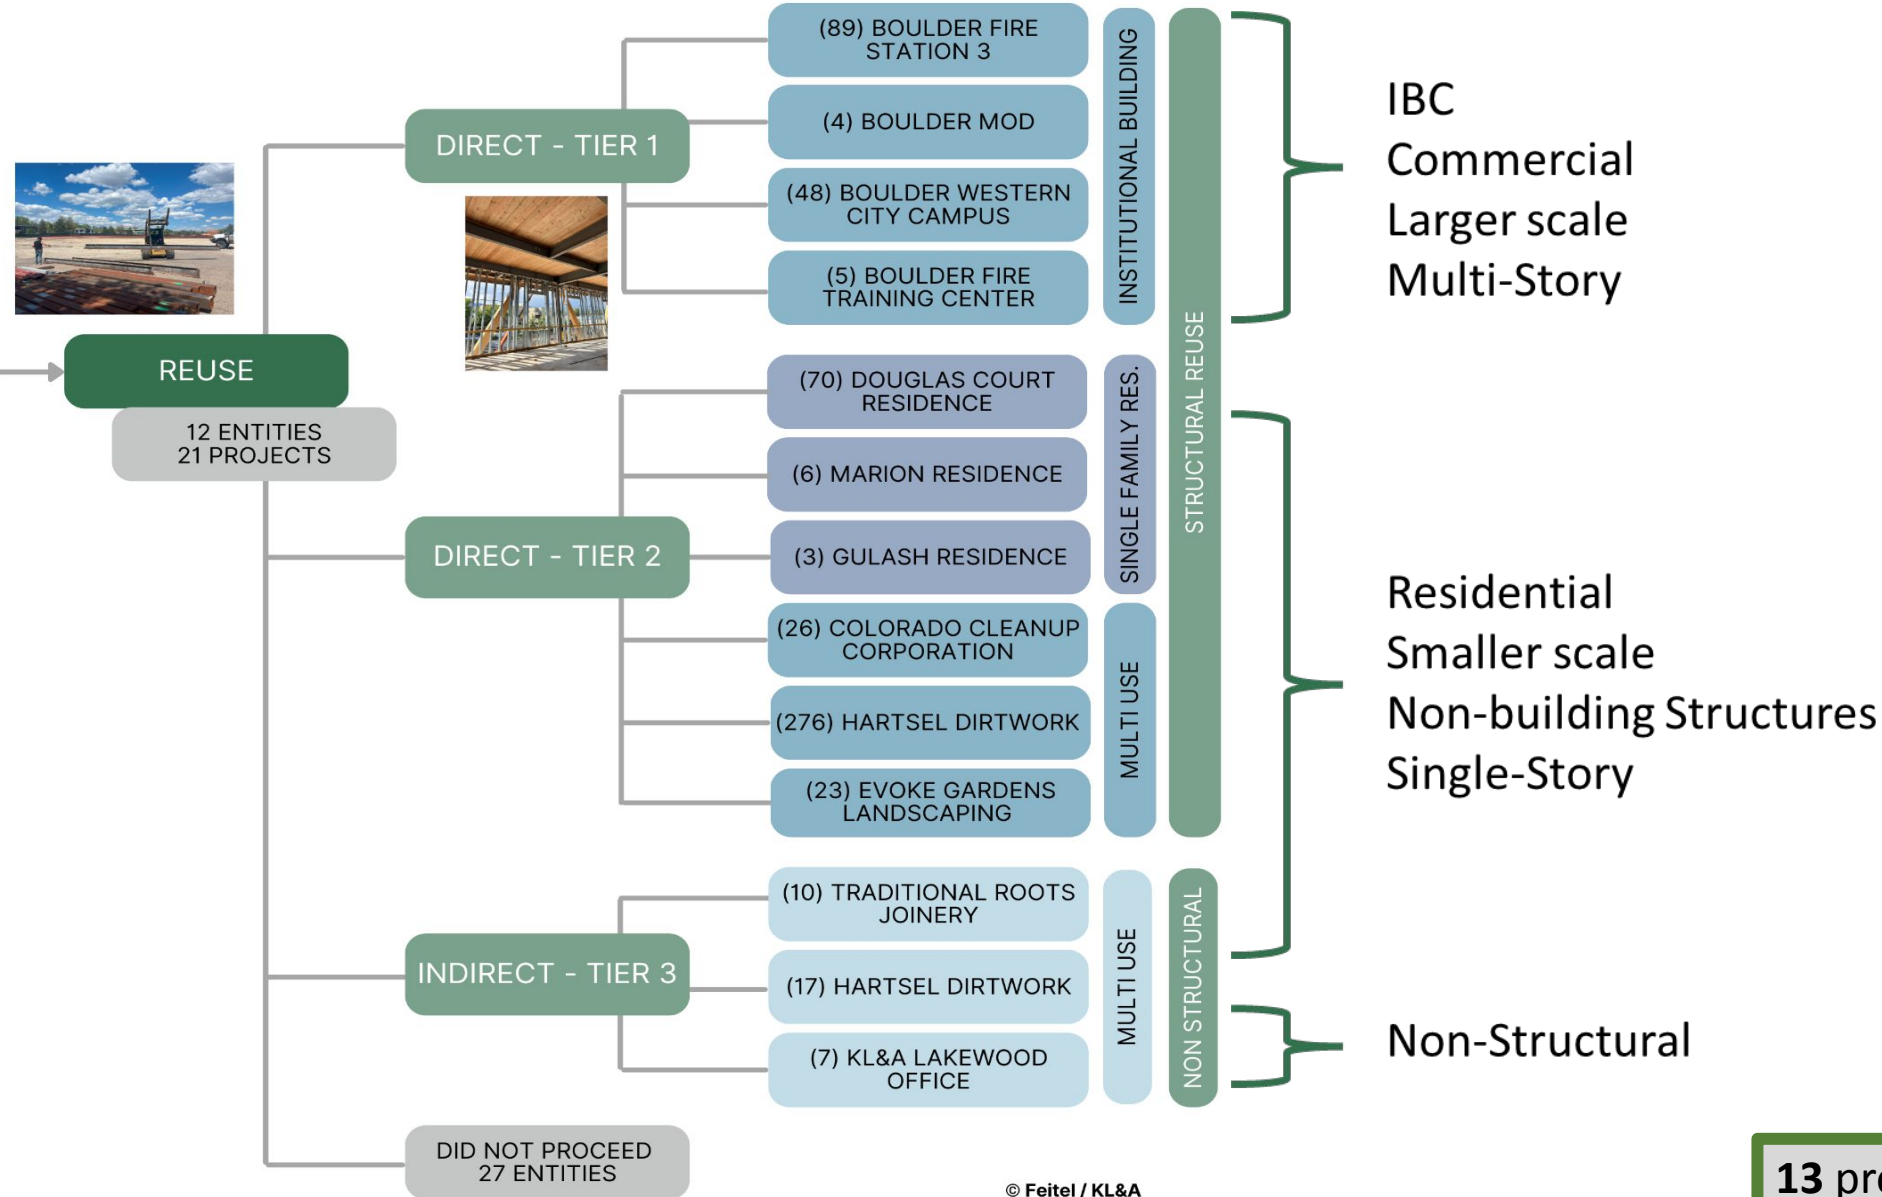 REUSE
12 ENTITIES
21 PROJECTS
DIRECT - TIER 1
(89) BOULDER FIRE
STATION 3
(4) BOULDER MOD
(48) BOULDER WESTERN
CITY CAMPUS
(5) BOULDER FIRE
TRAINING CENTER
INSTITUTIONAL BUILDING
DIRECT - TIER 2
(70) DOUGLAS COURT
RESIDENCE
(6) MARION RESIDENCE
(3) GULASH RESIDENCE
SINGLE FAMILY RES.
(26) COLORADO CLEANUP
CORPORATION
(276) HARTSEL DIRTWORK
(23) EVOKE GARDENS
LANDSCAPING
MULTI USE
STRUCTURAL REUSE
INDIRECT - TIER 3
(10) TRADITIONAL ROOTS
JOINERY
(17) HARTSEL DIRTWORK
(7) KL&A LAKEWOOD
OFFICE
MULTI USE
NON STRUCTURAL
DID NOT PROCEED
27 ENTITIES
IBC
Commercial
Larger scale
Multi-Story
Residential
Smaller scale
Non-building Structures
Single-Story
Non-Structural
© Feitel / KL&A
13